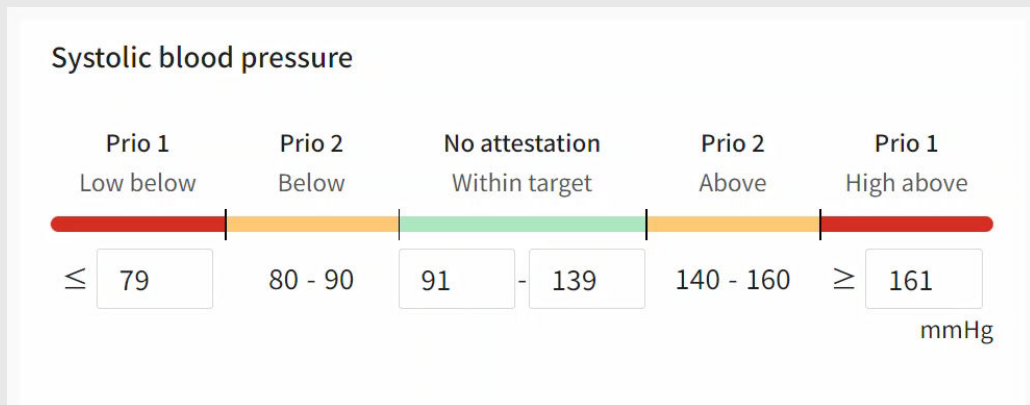 Systolic blood pressure
Prio 1 Prio 2 No attestation Prio 2 Prio 1
Low below Below Within target Above High above
≤ 79 80 - 90 91 - 139 140 - 160 ≥ 161
mmHg